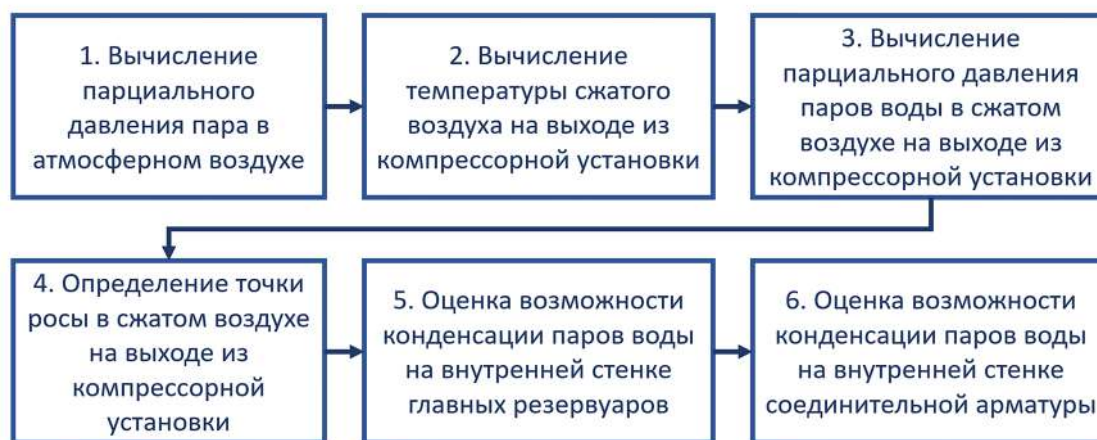 1. Вычисление
парциального
давления пара в
атмосферном воздухе
2. Вычисление
температуры сжатого
воздуха на выходе из
компрессорной установки
3. Вычисление
парциального давления
паров воды в сжатом
воздухе на выходе из
компрессорной установки
4. Определение точки
росы в сжатом воздухе
на выходе из
компрессорной
установки
5. Оценка возможности
конденсации паров воды
на внутренней стенке
главных резервуаров
6. Оценка возможности
конденсации паров воды
на внутренней стенке
соединительной арматуры